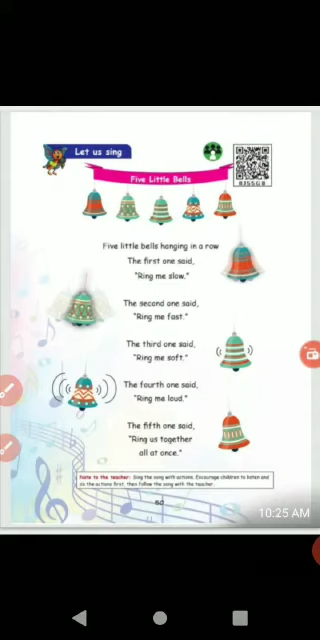 Let us sing
BJSSG8
Five Little Bells
Five little bells hanging in a row
The first one said,
"Ring me slow."
The second one said,
"Ring me fast."
The third one said,
"Ring me soft."
The fourth one said,
"Ring me loud."
The fifth one said,
"Ring us together
all at once."
Note to the teacher: Sing the song with actions. Encourage children to listen and
do the actions first, then follow the song with the teacher.
50
10:25 AM